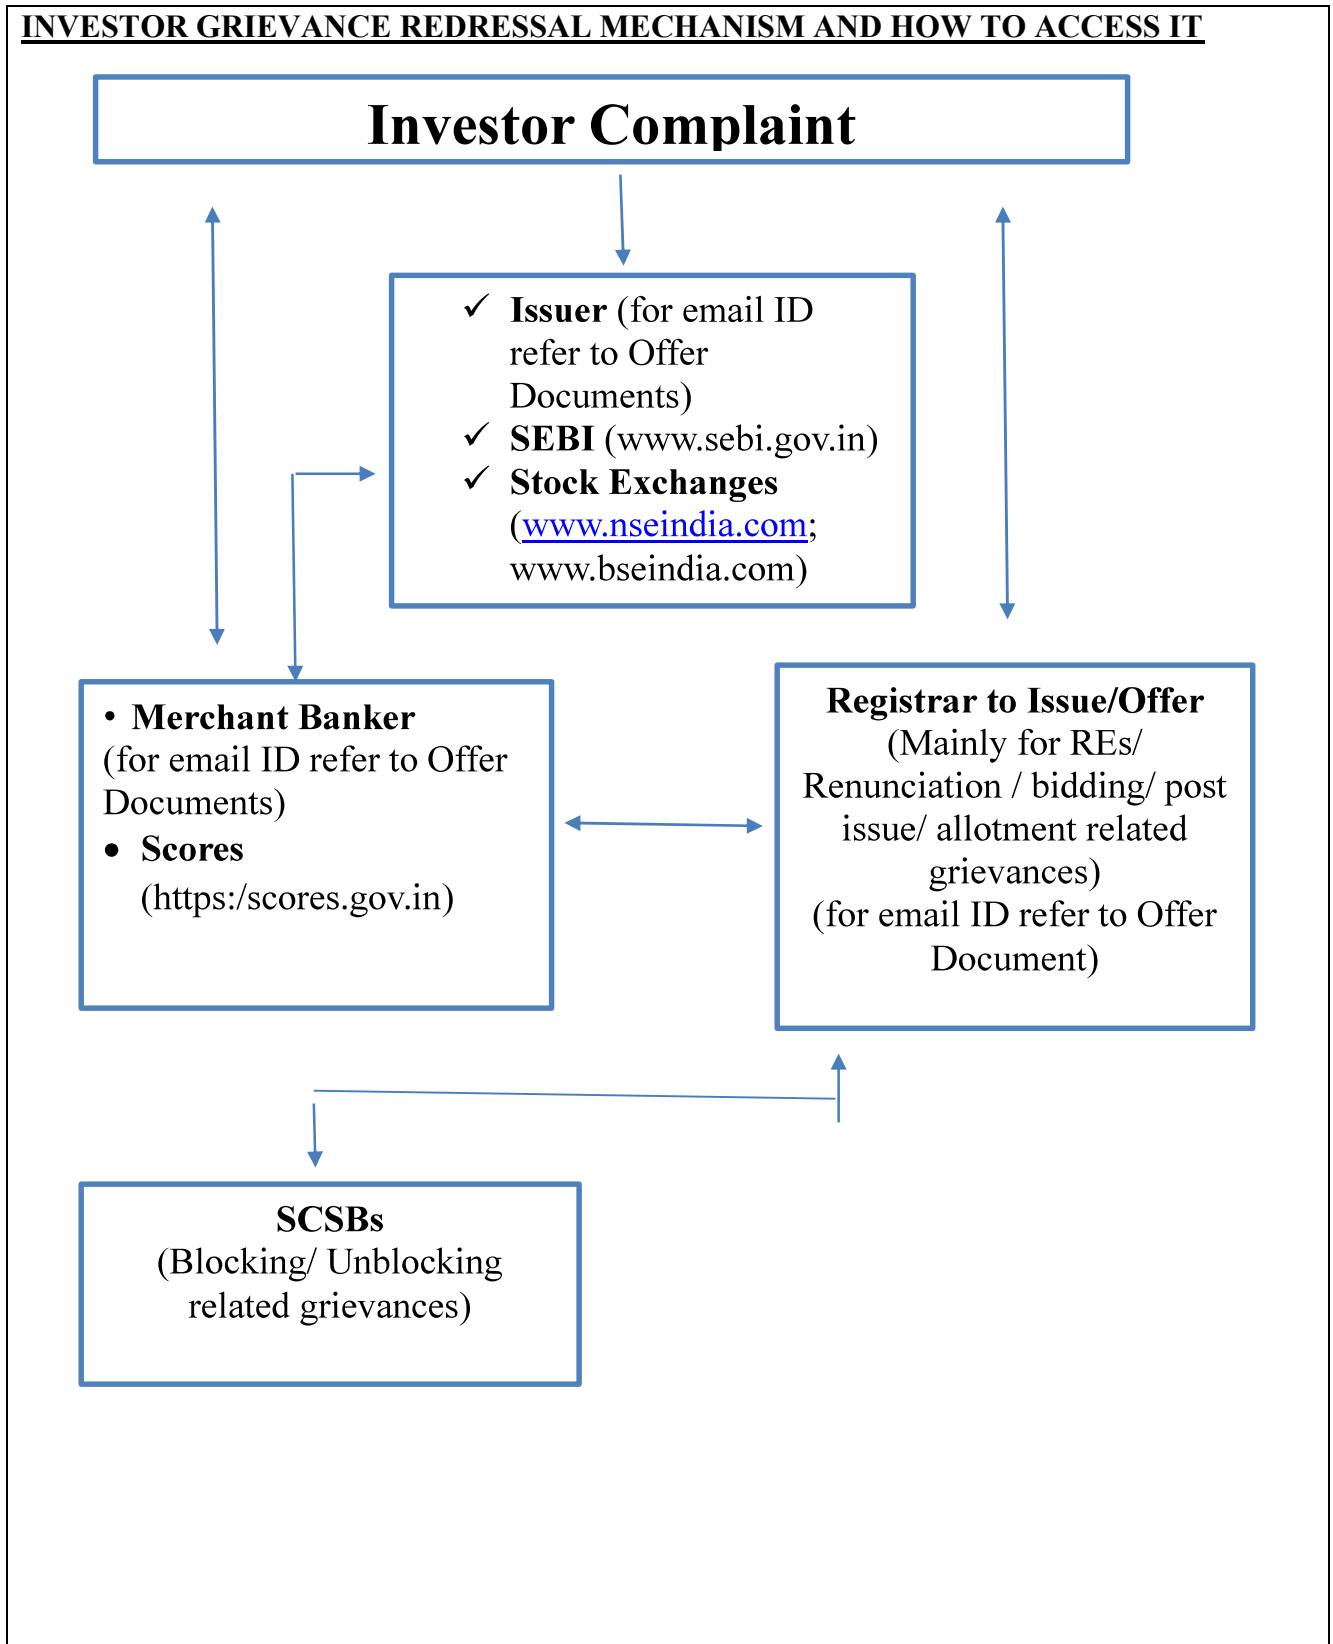 INVESTOR GRIEVANCE REDRESSAL MECHANISM AND HOW TO ACCESS IT
Investor Complaint
✓ Issuer (for email ID
refer to Offer
Documents)
✓ SEBI (www.sebi.gov.in)
✓ Stock Exchanges
(www.nseindia.com;
www.bseindia.com)
• Merchant Banker
(for email ID refer to Offer
Documents)
• Scores
(https:/scores.gov.in)
Registrar to Issue/Offer
(Mainly for REs/
Renunciation / bidding/ post
issue/ allotment related
grievances)
(for email ID refer to Offer
Document)
SCSBs
(Blocking/ Unblocking
related grievances)